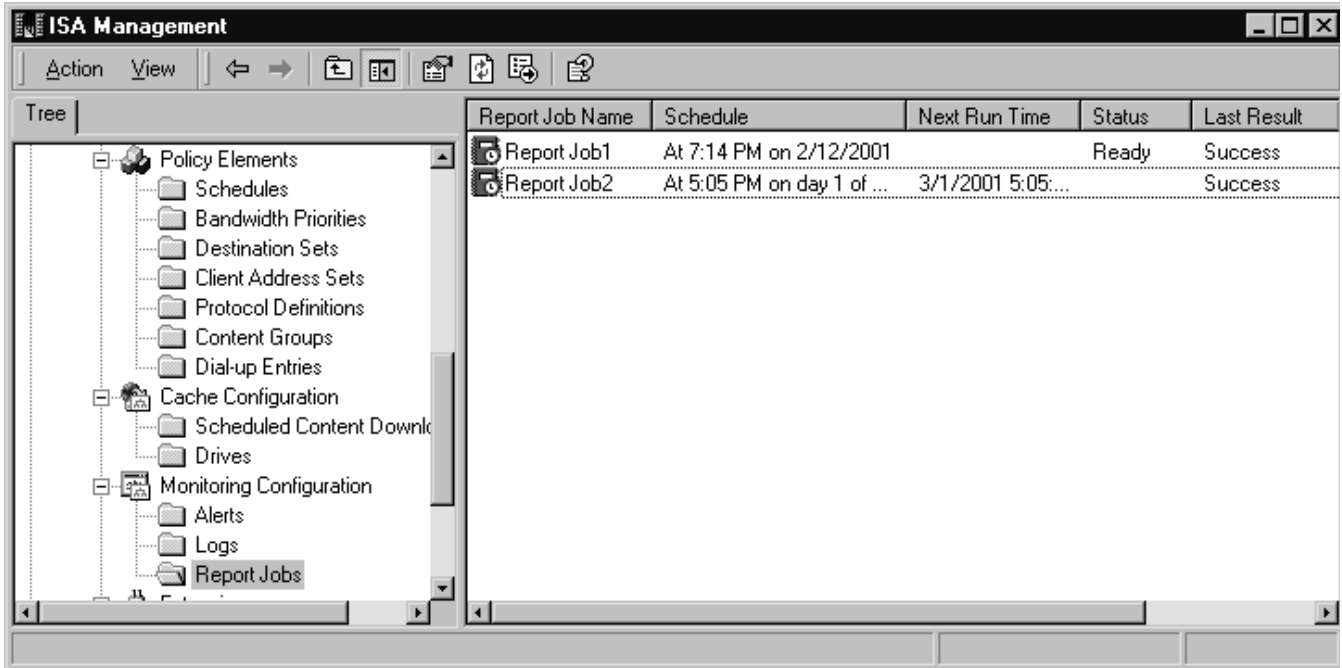 ISA Management
Action View
Tree
Policy Elements
Schedules
Bandwidth Priorities
Destination Sets
Client Address Sets
Protocol Definitions
Content Groups
Dial-up Entries
Cache Configuration
Scheduled Content Downl
Drives
Monitoring Configuration
Alerts
Logs
Report Jobs
Report Job Name Schedule Next Run Time Status Last Result
Report Job1 At 7:14 PM on 2/12/2001 Ready Success
Report Job2 At 5:05 PM on day 1 of ... 3/1/2001 5:05:... Success